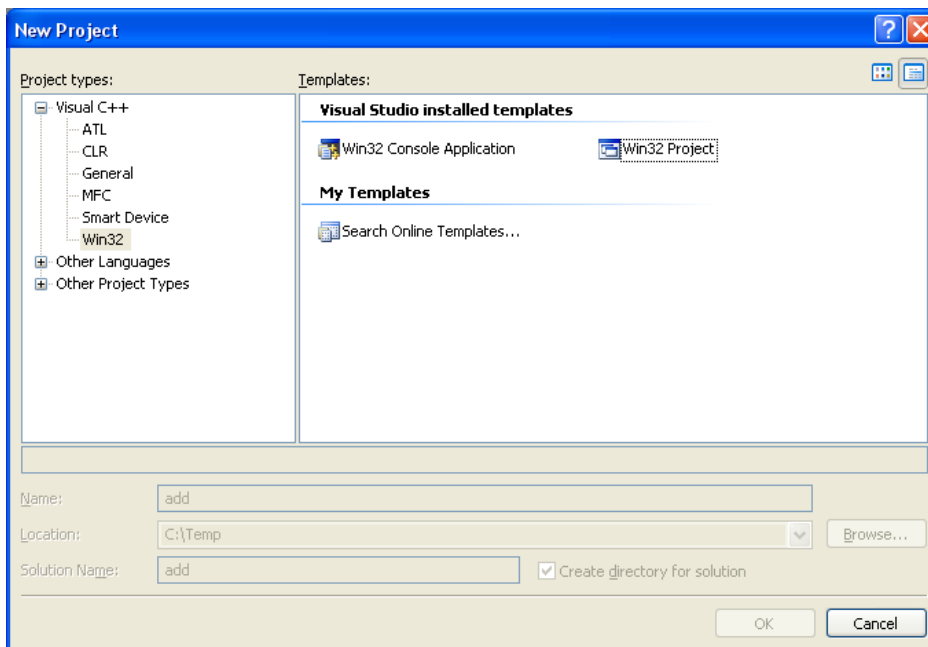 New Project
Project types:
Templates:
Visual C++
ATL
CLR
General
MFC
Smart Device
Win32
Other Languages
Other Project Types
Visual Studio installed templates
Win32 Console Application
Win32 Project
My Templates
Search Online Templates...
Name:
add
Location:
C:\Temp
Browse...
Solution Name:
add
Create directory for solution
OK
Cancel